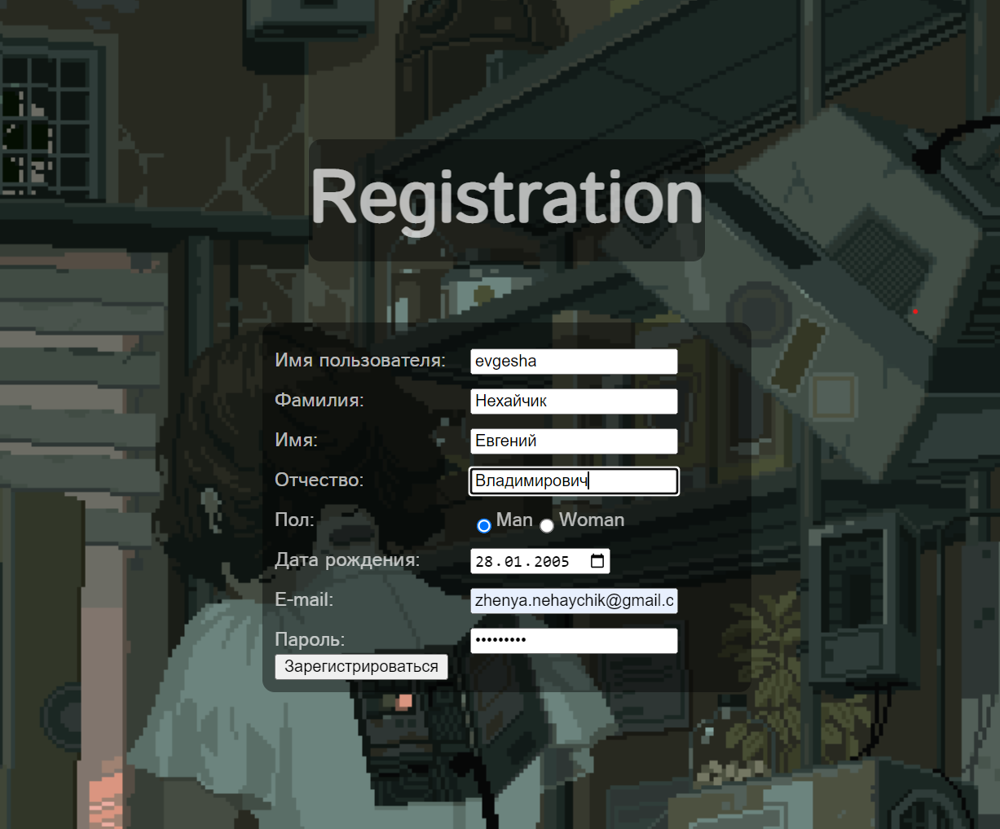 Registration
Имя пользователя: evgesha
Фамилия: Нехайчик
Имя: Евгений
Отчество: Владимирович
Пол: Man Woman
Дата рождения: 28.01.2005
E-mail: zhenya.nehaychik@gmail.c
Пароль: •••••••••
Зарегистрироваться